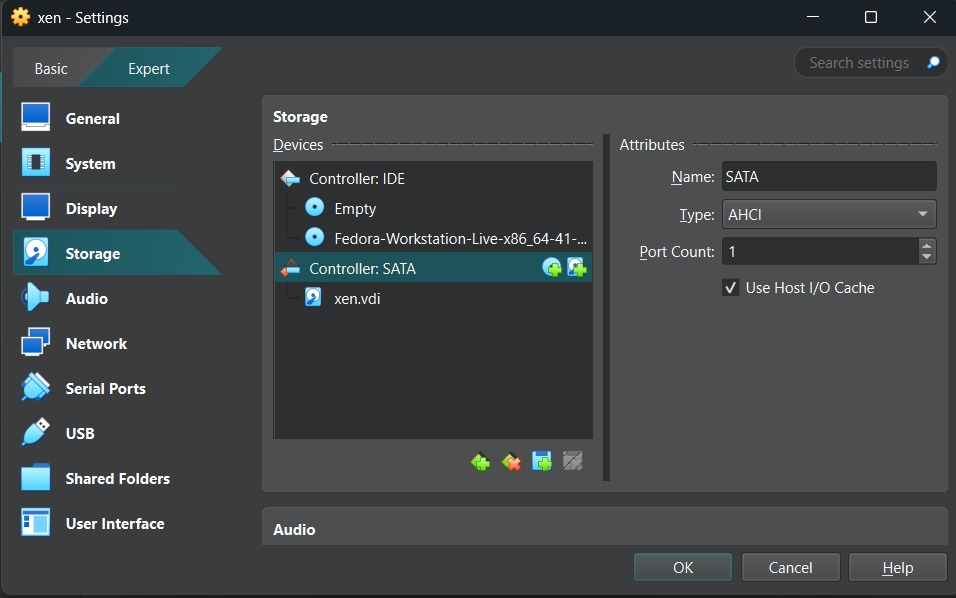 xen - Settings
Basic
Expert
Search settings
General
System
Display
Storage
Audio
Network
Serial Ports
USB
Shared Folders
User Interface
Storage
Devices
Controller: IDE
Empty
Fedora-Workstation-Live-x86_64-41-...
Controller: SATA
xen.vdi
Attributes
Name: SATA
Type: AHCI
Port Count: 1
Use Host I/O Cache
Audio
OK
Cancel
Help